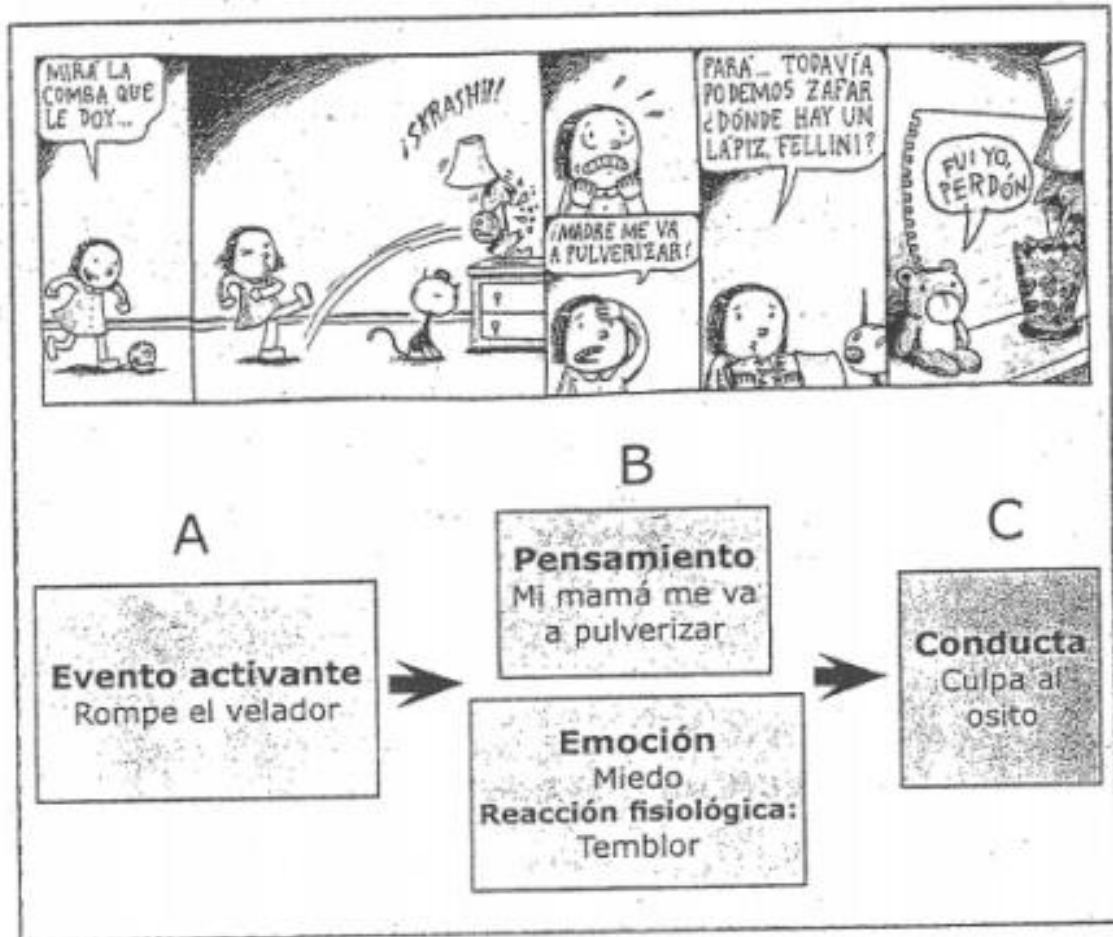 MIRÁ LA
COMBA QUE
LE DOY...
¡SKRASH!!!
¡MADRE ME VA
A PULVERIZAR!
PARÁ... TODAVÍA
PODEMOS ZAFAR
¿DÓNDE HAY UN
LÁPIZ, FELLINI?
FUI YO,
PERDÓN
A
Evento activante
Rompe el velador
B
Pensamiento
Mi mamá me va
a pulverizar
Emoción
Miedo
Reacción fisiológica:
Temblor
C
Conducta
Culpa al
osito